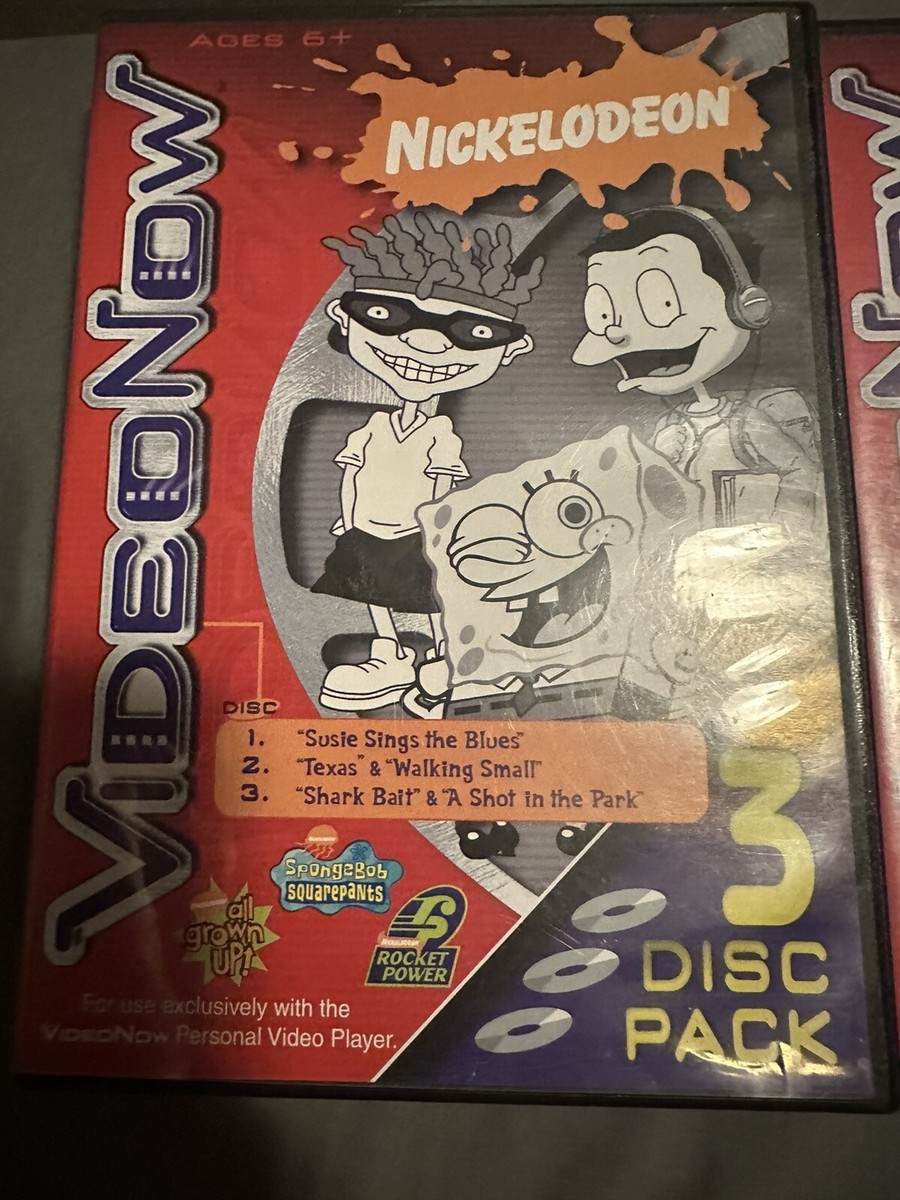 AGES 6+
NICKELODEON
VIDEONOW
DISC
1. "Susie Sings the Blues"
2. "Texas" & "Walking Small"
3. "Shark Bait" & "A Shot in the Park"
NICKELODEON
SpongeBob
SQUAREPANTS
all
grown
UP!
NICKELODEON
ROCKET
POWER
For use exclusively with the
VIDEONOW Personal Video Player.
3
DISC
PACK